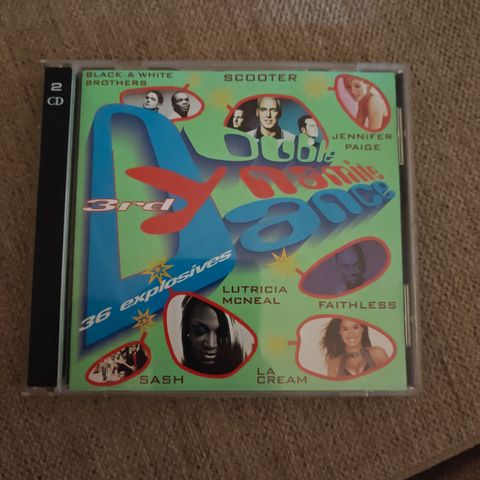 2
CD
BLACK & WHITE
BROTHERS
SCOOTER
JENNIFER
PAIGE
Double
Dynamite
Dance
3rd
36 explosives
LUTRICIA
MCNEAL
FAITHLESS
SASH
LA
CREAM